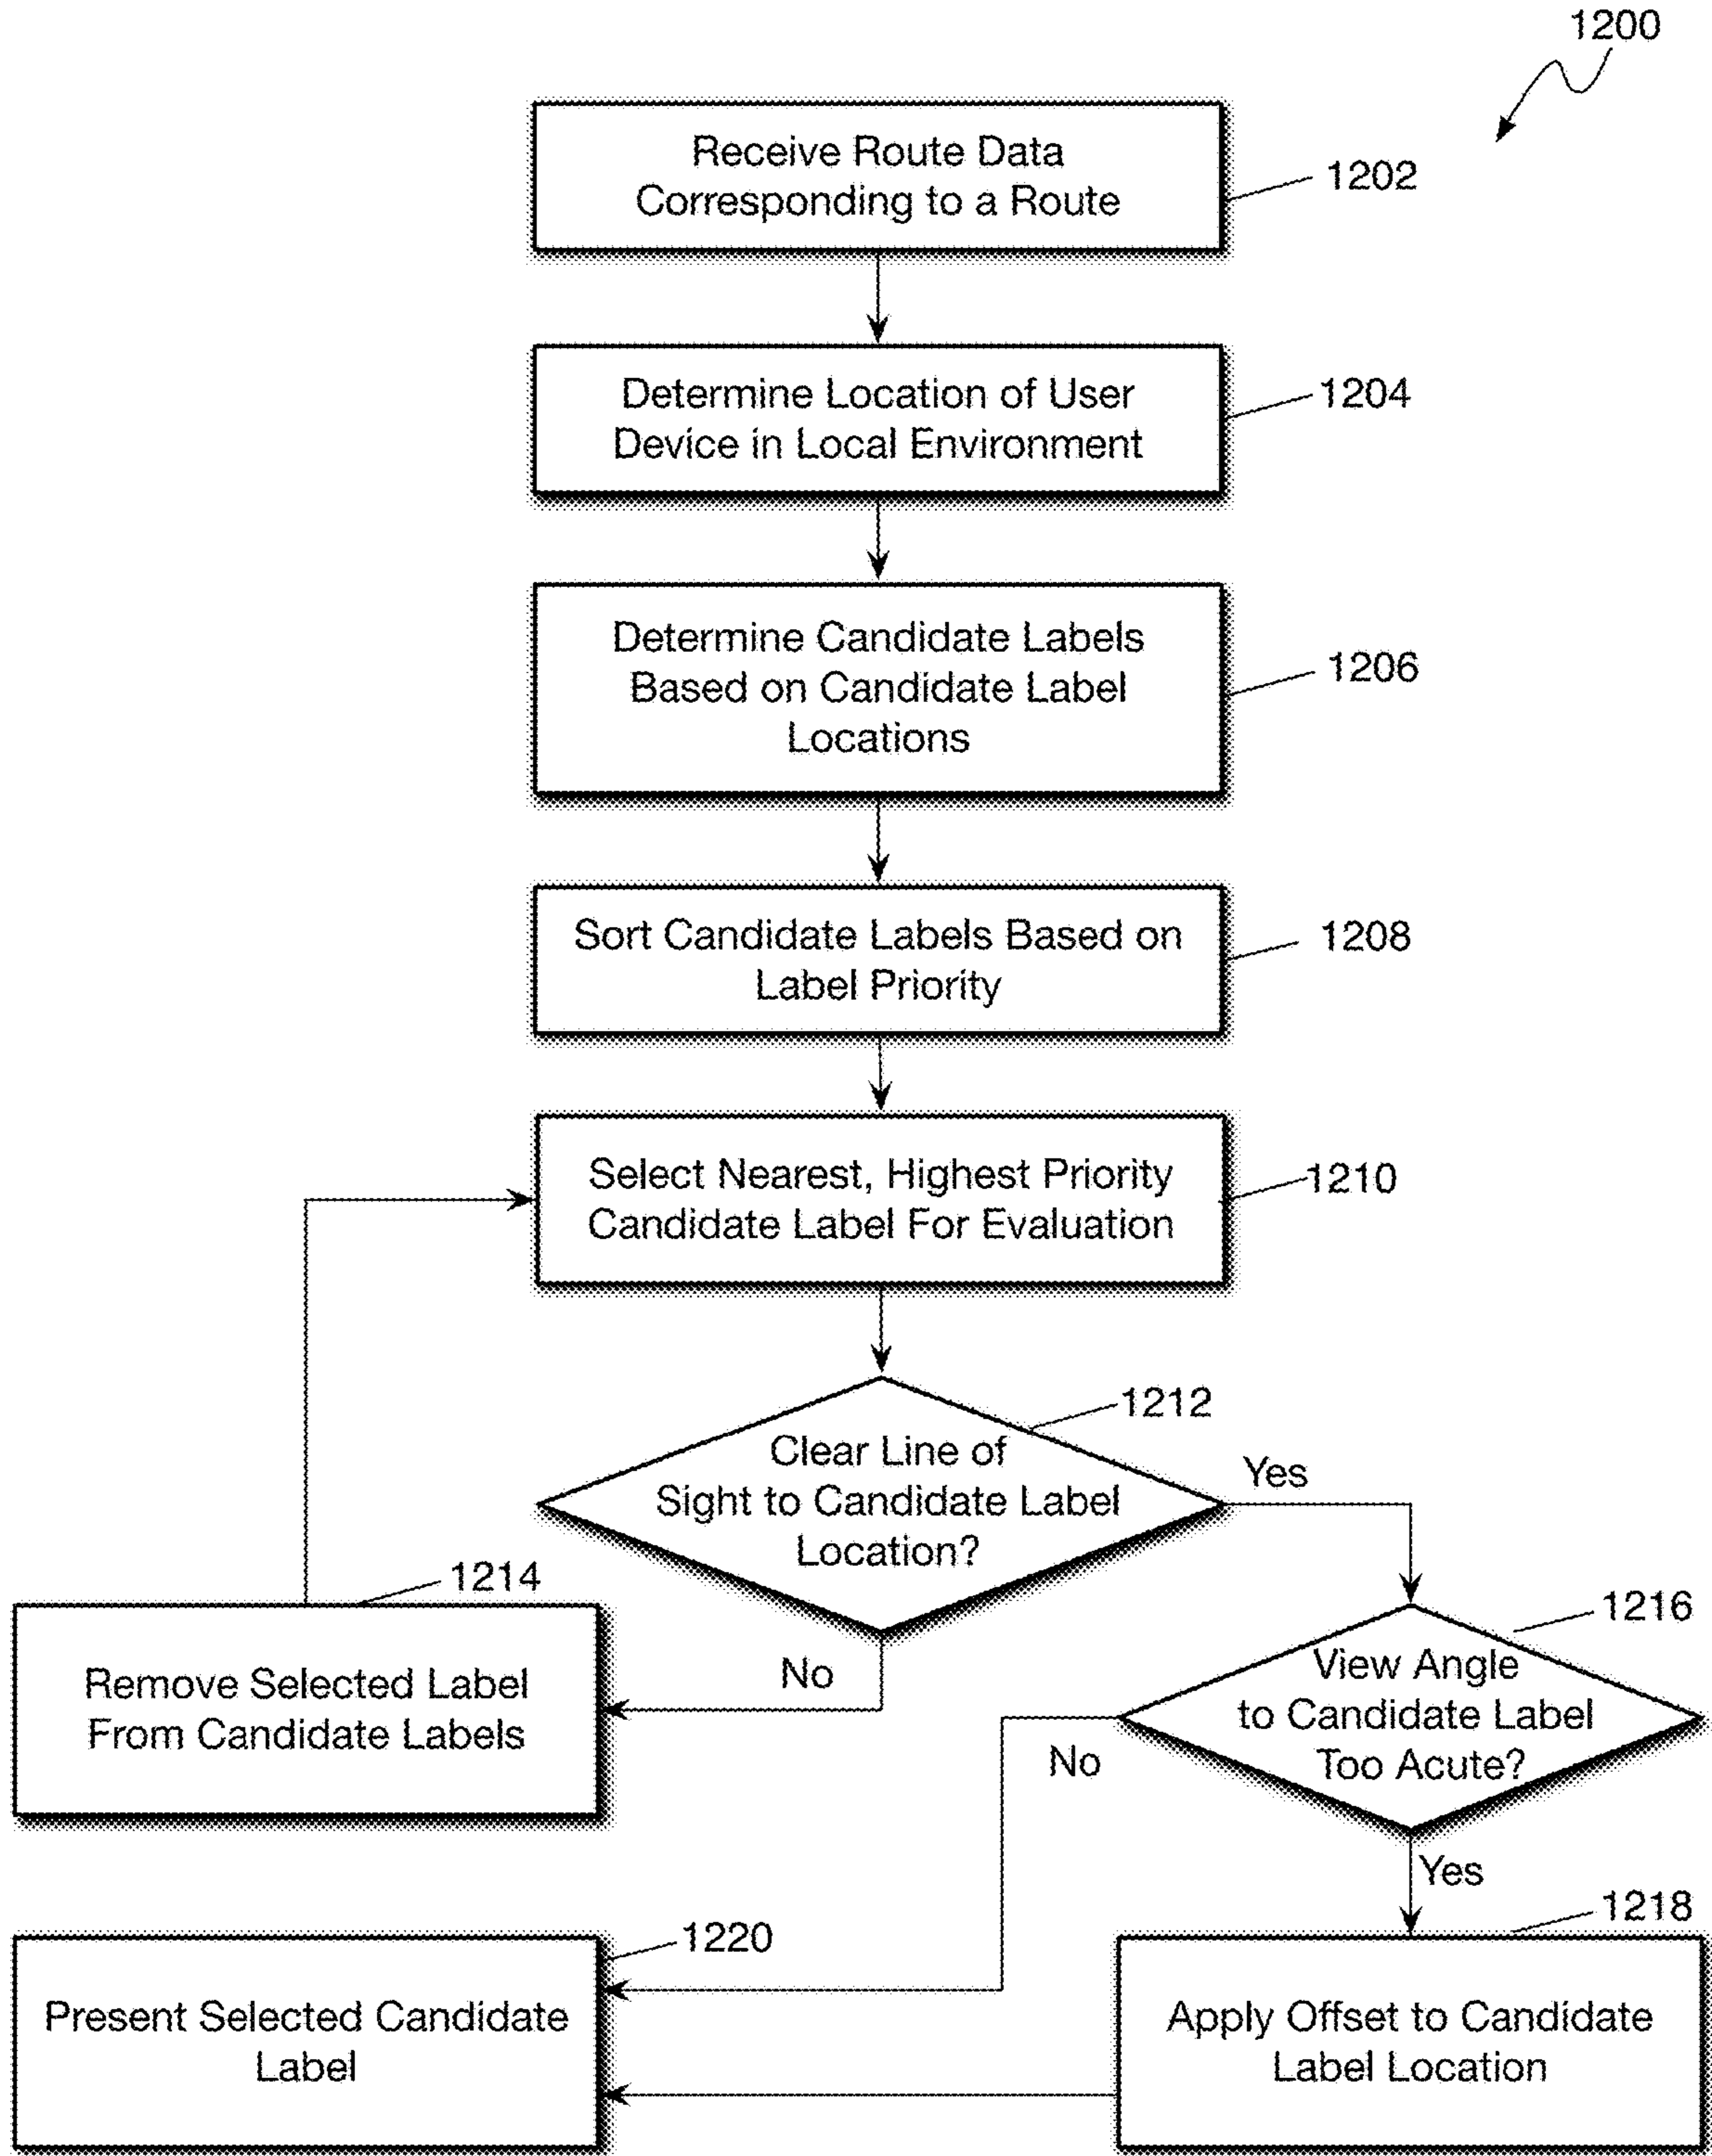 1200
Receive Route Data
Corresponding to a Route
1202
Determine Location of User
Device in Local Environment
1204
Determine Candidate Labels
Based on Candidate Label
Locations
1206
Sort Candidate Labels Based on
Label Priority
1208
Select Nearest, Highest Priority
Candidate Label For Evaluation
1210
1212
Clear Line of
Sight to Candidate Label
Location?
Yes
No
1214
Remove Selected Label
From Candidate Labels
1216
View Angle
to Candidate Label
Too Acute?
No
Yes
1218
Apply Offset to Candidate
Label Location
1220
Present Selected Candidate
Label